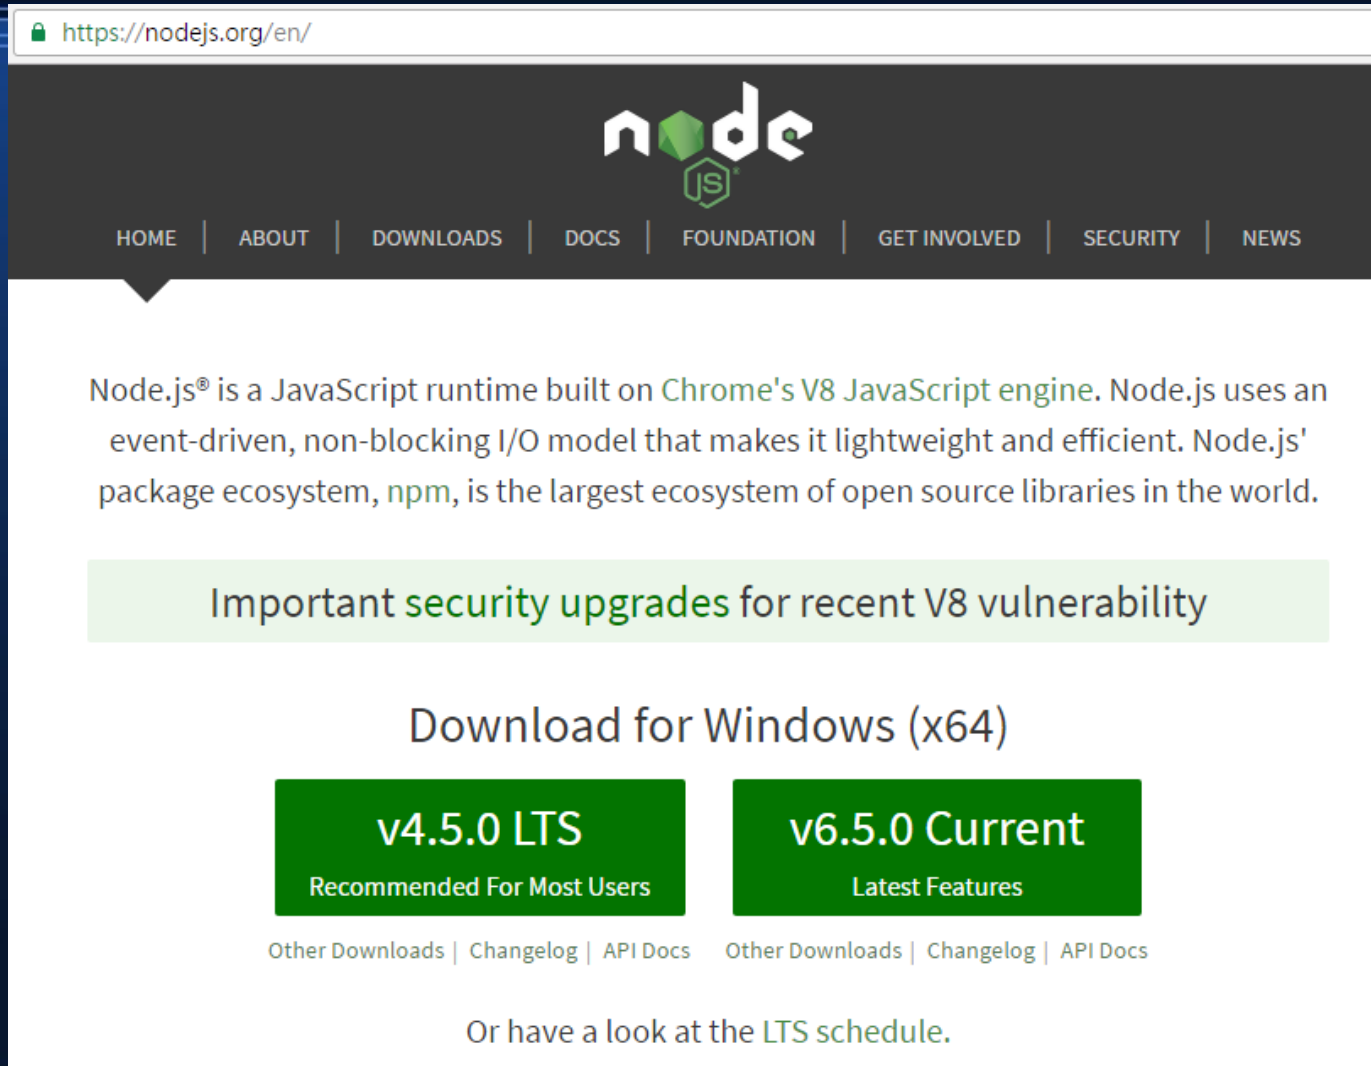 https://nodejs.org/en/
node
JS®
HOME | ABOUT | DOWNLOADS | DOCS | FOUNDATION | GET INVOLVED | SECURITY | NEWS
Node.js® is a JavaScript runtime built on Chrome's V8 JavaScript engine. Node.js uses an
event-driven, non-blocking I/O model that makes it lightweight and efficient. Node.js'
package ecosystem, npm, is the largest ecosystem of open source libraries in the world.
Important security upgrades for recent V8 vulnerability
Download for Windows (x64)
v4.5.0 LTS
Recommended For Most Users
v6.5.0 Current
Latest Features
Other Downloads | Changelog | API Docs
Other Downloads | Changelog | API Docs
Or have a look at the LTS schedule.